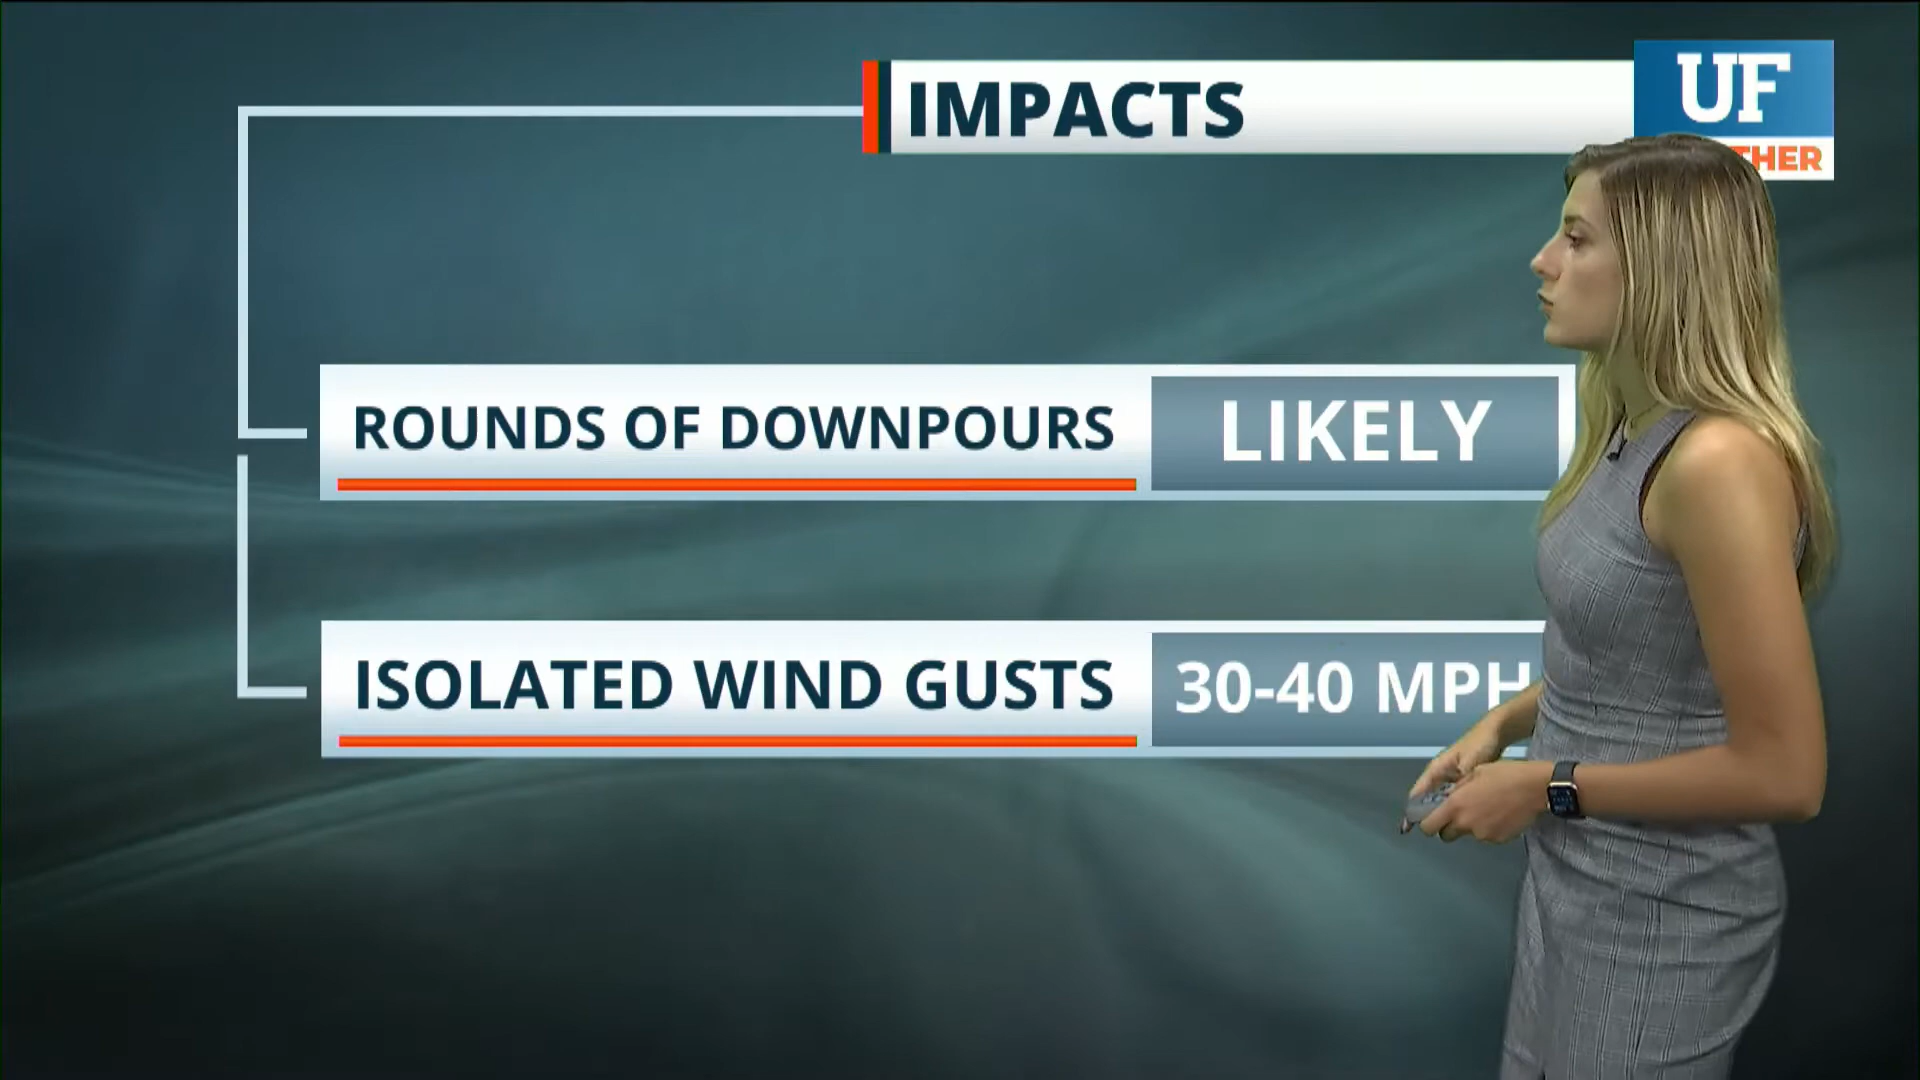 IMPACTS
UF
ROUNDS OF DOWNPOURS LIKELY
ISOLATED WIND GUSTS 30-40 MPH